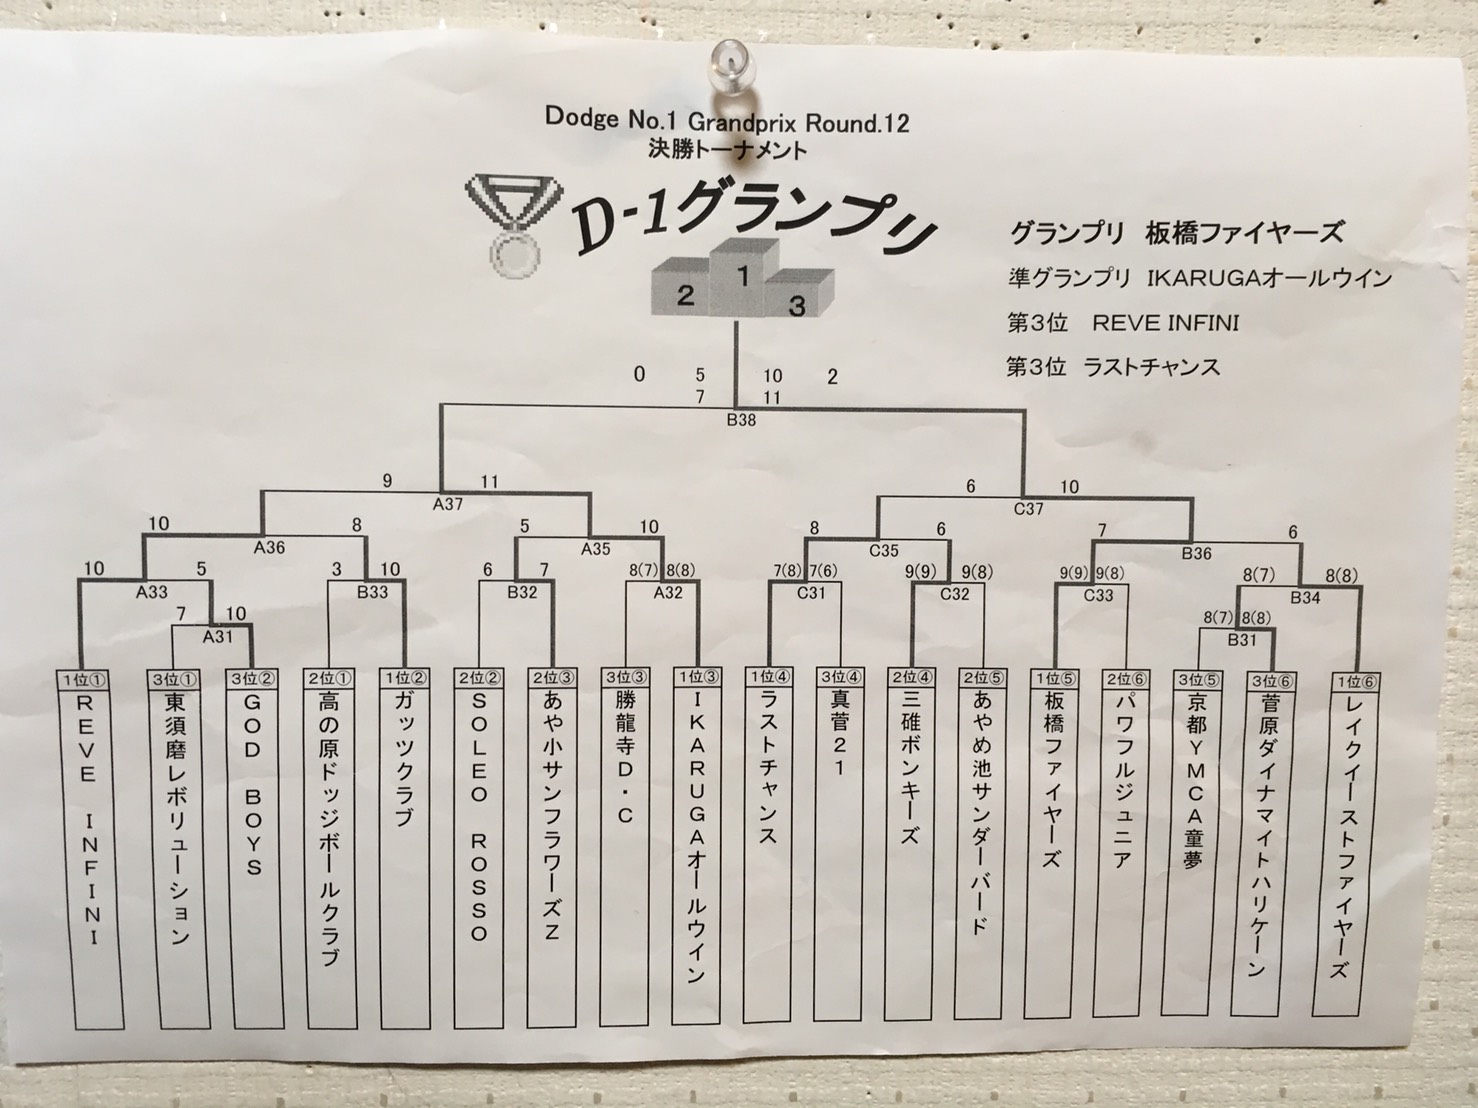 Dodge No.1 Grandprix Round.12
決勝トーナメント
D-1グランプリ
1
2
3
グランプリ 板橋ファイヤーズ
準グランプリ IKARUGAオールウイン
第3位 REVE INFINI
第3位 ラストチャンス
0 5 10 2
7 11
B38
9 11 6 10
A37 C37
10 8 5 10 8 6 7 6
A36 A35 C35 B36
10 5 3 10 6 7 8(7) 8(8) 7(8) 7(6) 9(9) 9(8) 9(9) 9(8) 8(7) 8(8)
A33 B33 B32 A32 C31 C32 C33 B34
7 10 8(7) 8(8)
A31 B31
1位① REVE INFINI
3位① 東須磨レボリューション
3位② GOD BOYS
2位① 高の原ドッジボールクラブ
1位② ガッツクラブ
2位② SOLEO ROSSO
2位③ あや小サンフラワーズZ
3位③ 勝龍寺D・C
1位③ IKARUGAオールウイン
1位④ ラストチャンス
3位④ 真菅21
2位④ 三碓ボンキーズ
2位⑤ あやめ池サンダーバード
1位⑤ 板橋ファイヤーズ
2位⑥ パワフルジュニア
3位⑤ 京都YMCA童夢
3位⑥ 菅原ダイナマイトハリケーン
1位⑥ レイクイーストファイヤーズ